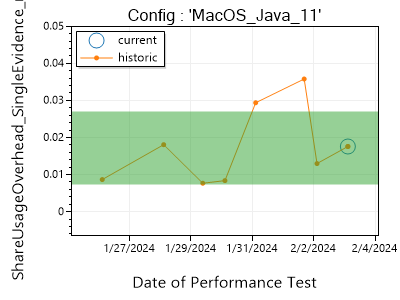 Config : 'MacOS_Java_11'
ShareUsageOverhead_SingleEvidence_
0.05
0.04
0.03
0.02
0.01
0
current
historic
1/27/2024
1/29/2024
1/31/2024
2/2/2024
2/4/2024
Date of Performance Test